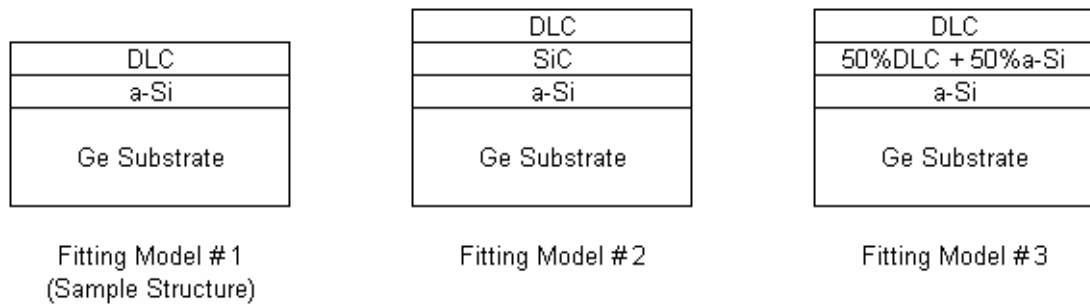 DLC
a-Si
Ge Substrate
Fitting Model #1
(Sample Structure)
DLC
SiC
a-Si
Ge Substrate
Fitting Model #2
DLC
50%DLC + 50%a-Si
a-Si
Ge Substrate
Fitting Model #3